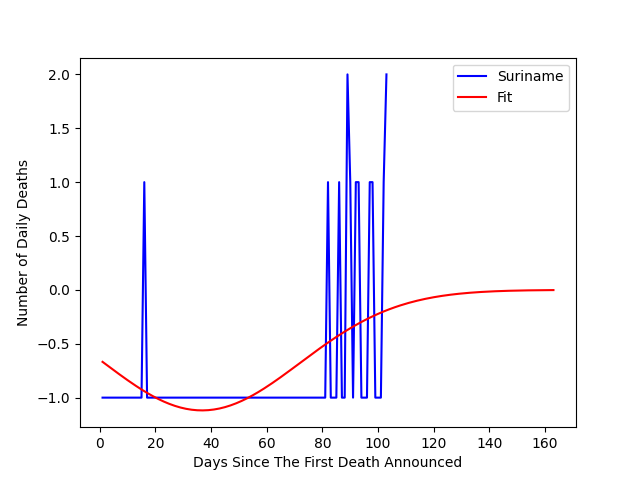 Suriname
Fit
2.0
1.5
1.0
0.5
0.0
−0.5
−1.0
Number of Daily Deaths
0 20 40 60 80 100 120 140 160
Days Since The First Death Announced